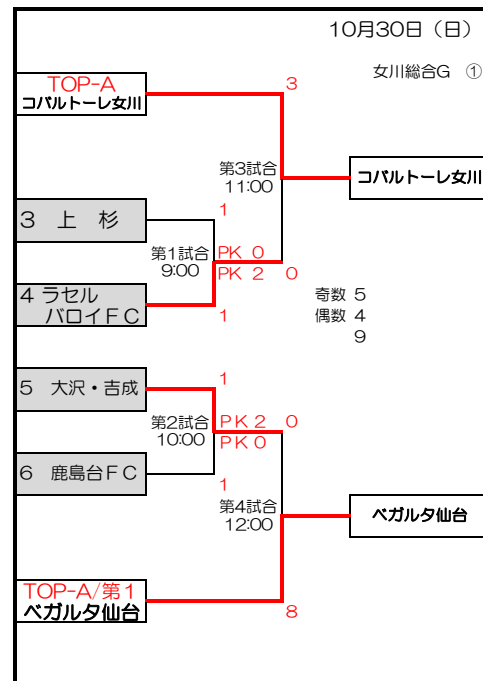 10月30日（日）
女川総合G ①
TOP-A
コバルトーレ女川
3
第3試合
11:00
コバルトーレ女川
3 上 杉
1
第1試合
9:00
PK 0
PK 2 0
4 ラセル
バロイFC
1
奇数 5
偶数 4
9
5 大沢・吉成
1
第2試合
10:00
PK 2 0
PK 0
6 鹿島台FC
1
第4試合
12:00
ベガルタ仙台
TOP-A/第1
ベガルタ仙台
8